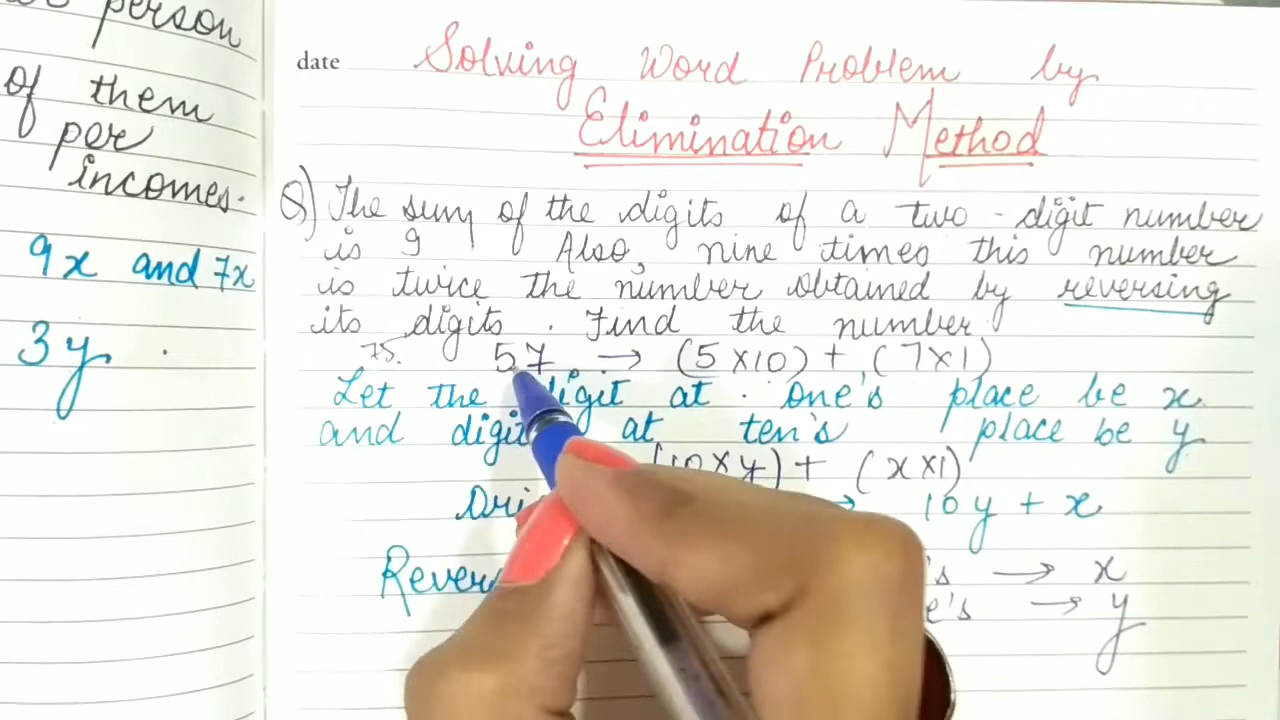 person
of them
per
incomes.
9x and 7x
3y .
date
Solving Word Problem by
Elimination Method
Q) The sum of the digits of a two-digit number
is 9. Also, nine times this number
is twice the number obtained by reversing
its digits. Find the number.
75. 57 → (5×10) + (7×1)
Let the digit at one's place be x
and digit at ten's place be y
(10×y) + (x×1)
→ 10y + x
→ x
→ y